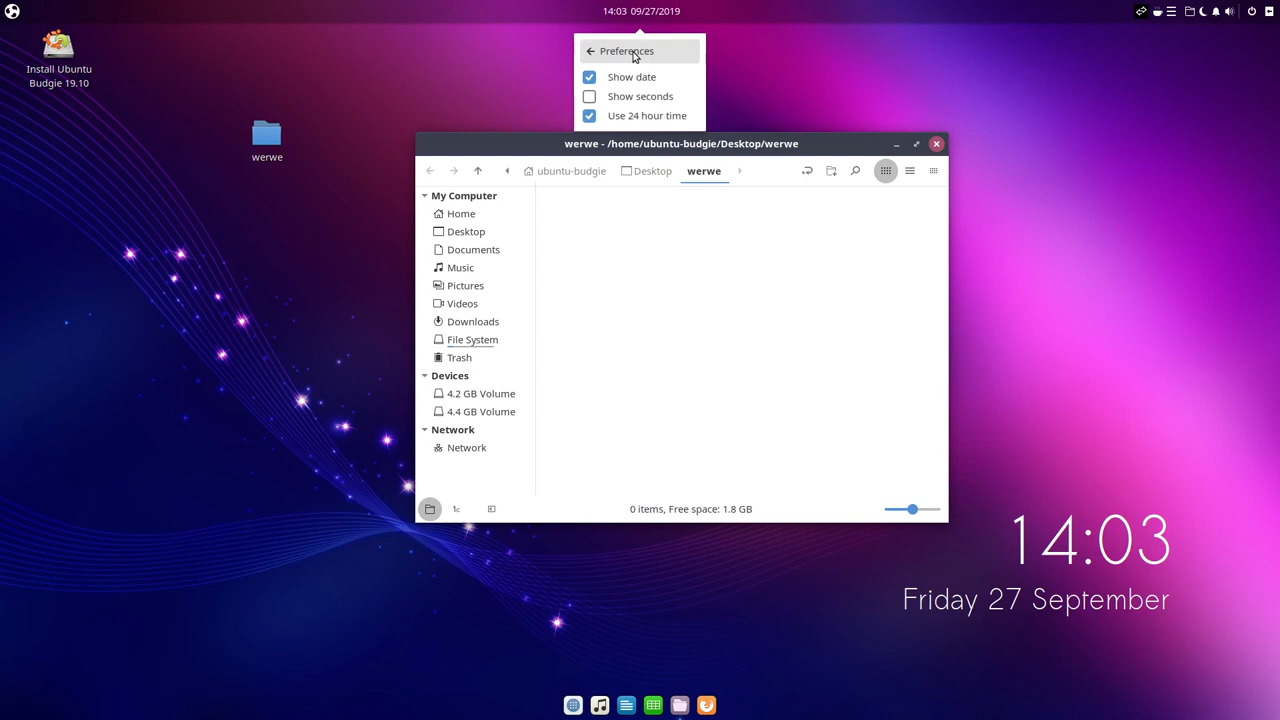 14:03 09/27/2019
Install Ubuntu
Budgie 19.10
werwe
Preferences
Show date
Show seconds
Use 24 hour time
werwe - /home/ubuntu-budgie/Desktop/werwe
ubuntu-budgie
Desktop
werwe
My Computer
Home
Desktop
Documents
Music
Pictures
Videos
Downloads
File System
Trash
Devices
4.2 GB Volume
4.4 GB Volume
Network
Network
0 items, Free space: 1.8 GB
14:03
Friday 27 September